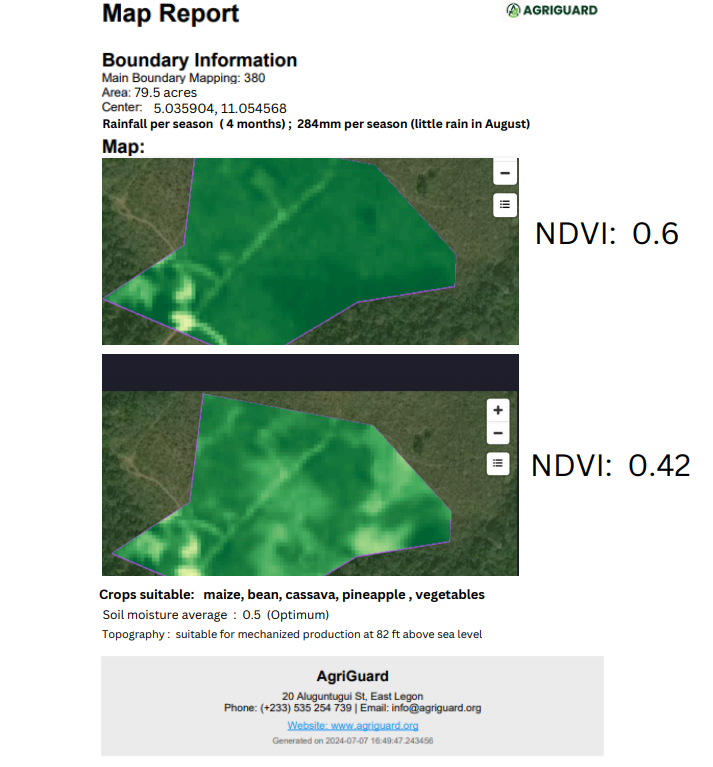 Map Report
AGRIGUARD
Boundary Information
Main Boundary Mapping: 380
Area: 79.5 acres
Center: 5.035904, 11.054568
Rainfall per season ( 4 months) ; 284mm per season (little rain in August)
Map:
−
NDVI: 0.6
+
−
NDVI: 0.42
Crops suitable: maize, bean, cassava, pineapple , vegetables
Soil moisture average : 0.5 (Optimum)
Topography : suitable for mechanized production at 82 ft above sea level
AgriGuard
20 Aluguntugui St, East Legon
Phone: (+233) 535 254 739 | Email: info@agriguard.org
Website: www.agriguard.org
Generated on 2024-07-07 16:49:47.243456